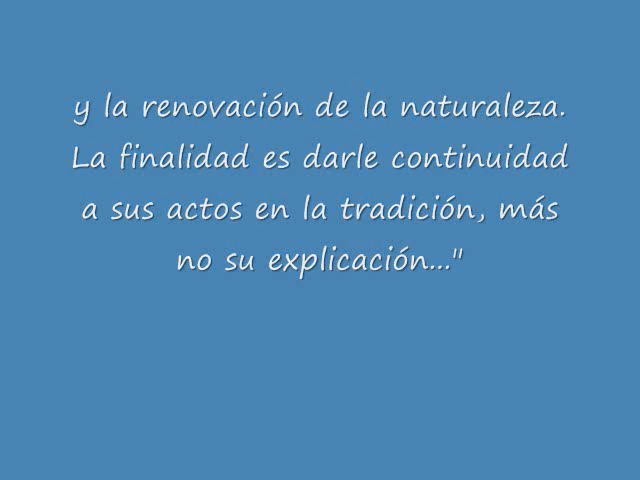 y la renovación de la naturaleza.
La finalidad es darle continuidad
a sus actos en la tradición, más
no su explicación..."